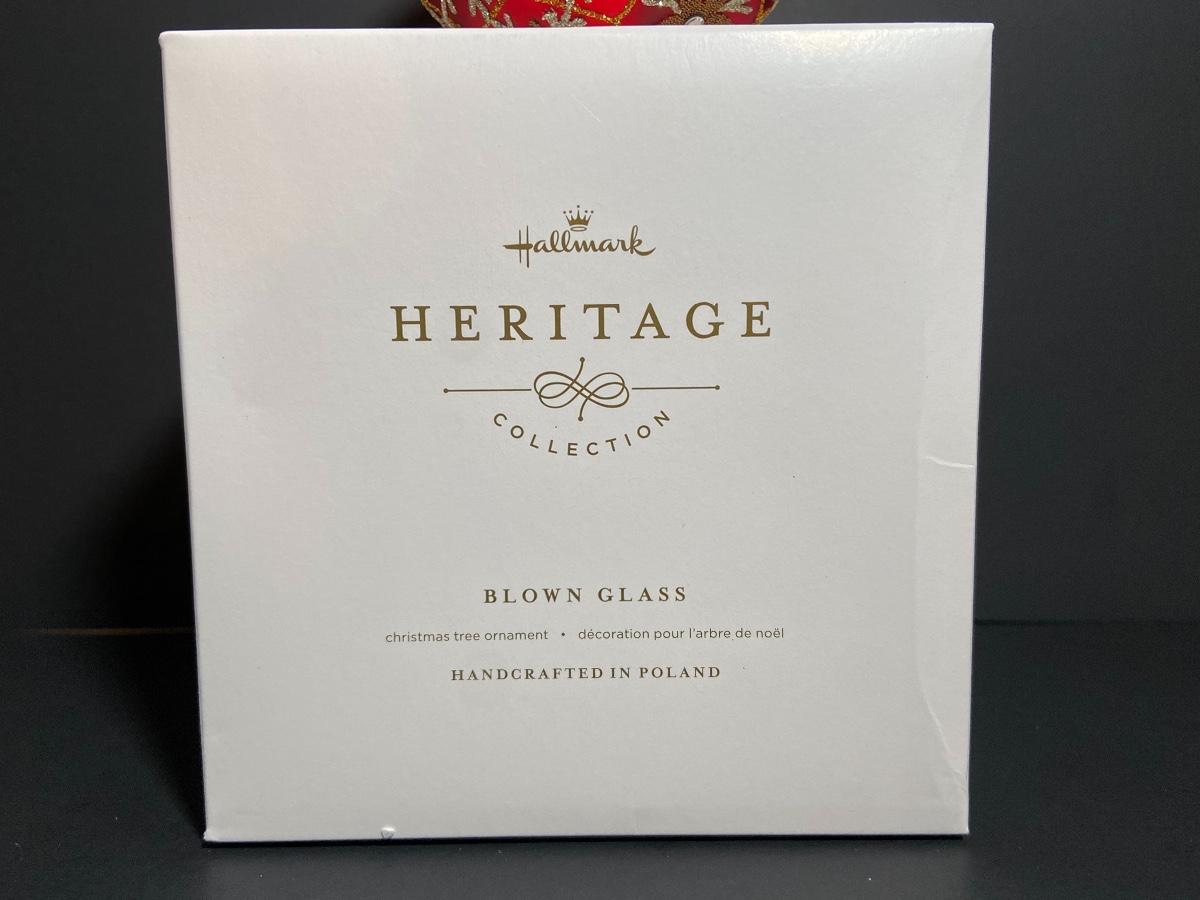 Hallmark
HERITAGE
COLLECTION
BLOWN GLASS
christmas tree ornament • décoration pour l'arbre de noël
HANDCRAFTED IN POLAND